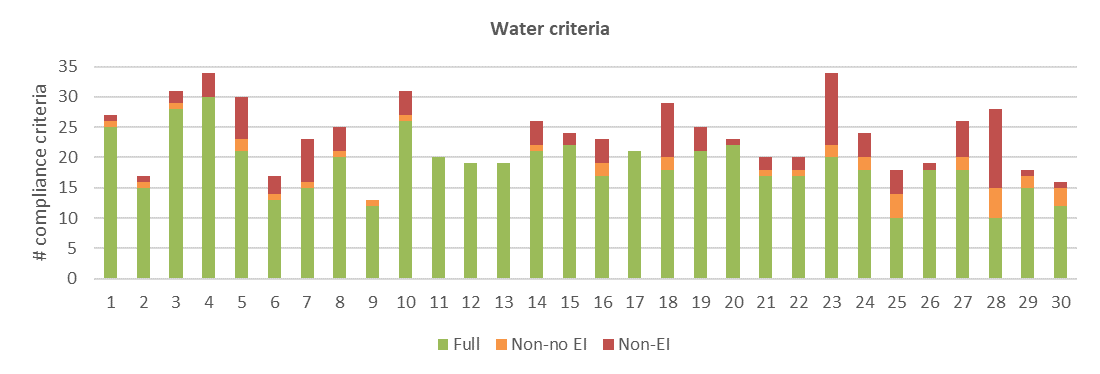 Water criteria
# compliance criteria
35
30
25
20
15
10
5
0
1 2 3 4 5 6 7 8 9 10 11 12 13 14 15 16 17 18 19 20 21 22 23 24 25 26 27 28 29 30
Full Non-no EI Non-EI